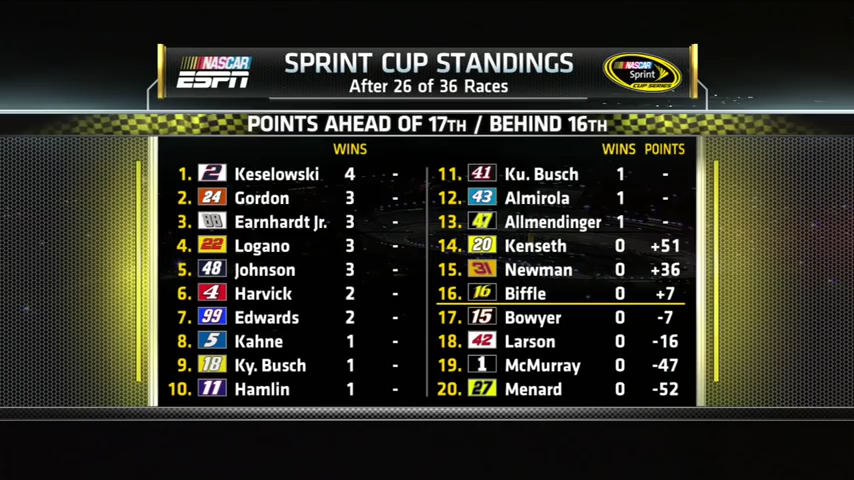 NASCAR
ESPN
SPRINT CUP STANDINGS
After 26 of 36 Races
NASCAR
Sprint
CUP SERIES
POINTS AHEAD OF 17TH / BEHIND 16TH
WINS
1. 2 Keselowski 4 -
2. 24 Gordon 3 -
3. 88 Earnhardt Jr. 3 -
4. 22 Logano 3 -
5. 48 Johnson 3 -
6. 4 Harvick 2 -
7. 99 Edwards 2 -
8. 5 Kahne 1 -
9. 18 Ky. Busch 1 -
10. 11 Hamlin 1 -
WINS POINTS
11. 41 Ku. Busch 1 -
12. 43 Almirola 1 -
13. 47 Allmendinger 1 -
14. 20 Kenseth 0 +51
15. 31 Newman 0 +36
16. 16 Biffle 0 +7
17. 15 Bowyer 0 -7
18. 42 Larson 0 -16
19. 1 McMurray 0 -47
20. 27 Menard 0 -52